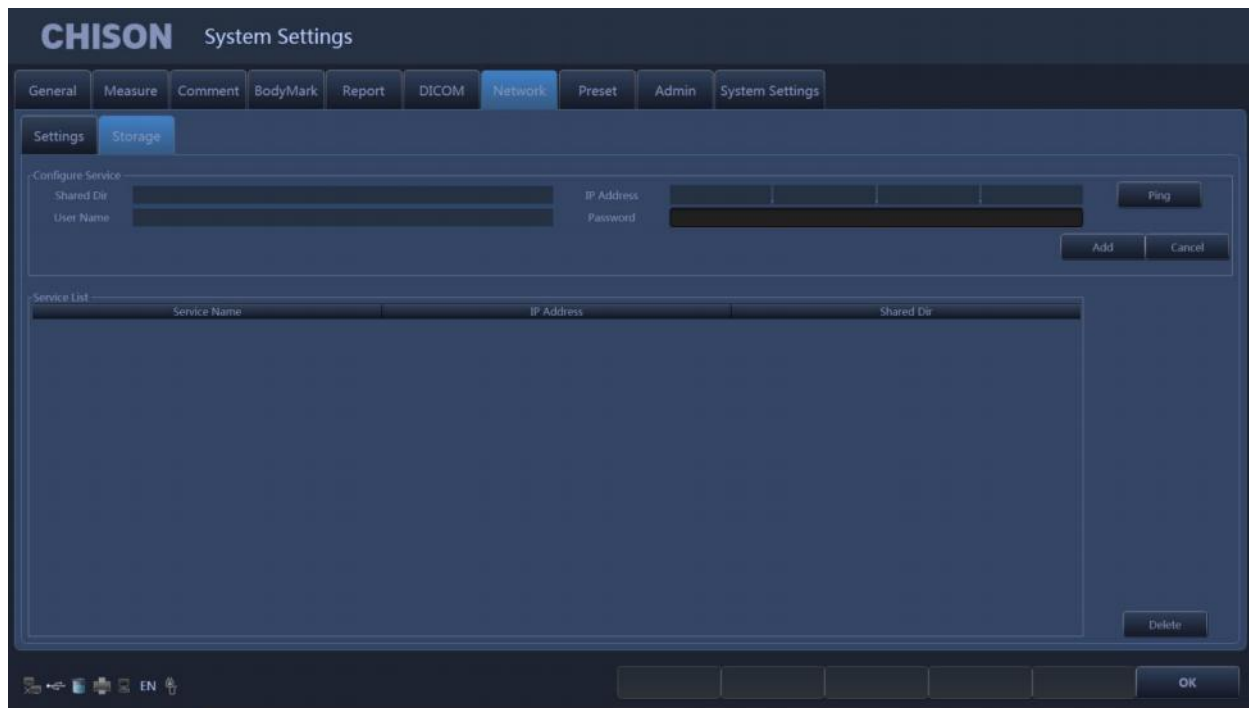 CHISON System Settings
General Measure Comment BodyMark Report DICOM Network Preset Admin System Settings
Settings Storage
Configure Service
Shared Dir IP Address Ping
User Name Password
Add Cancel
Service List
Service Name IP Address Shared Dir
Delete
EN OK